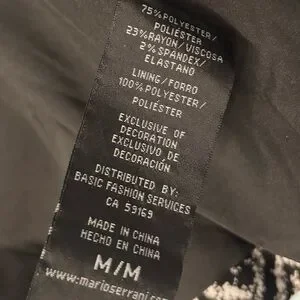 75%POLYESTER/
POLIÉSTER
23%RAYON/VISCOSA
2%SPANDEX/
ELASTANO
LINING/FORRO
100%POLYESTER/
POLIÉSTER
EXCLUSIVE OF
DECORATION
EXCLUSIVO DE
DECORACIÓN
DISTRIBUTED BY:
BASIC FASHION SERVICES
CA 59169
MADE IN CHINA
HECHO EN CHINA
M/M
www.marioserrani.com